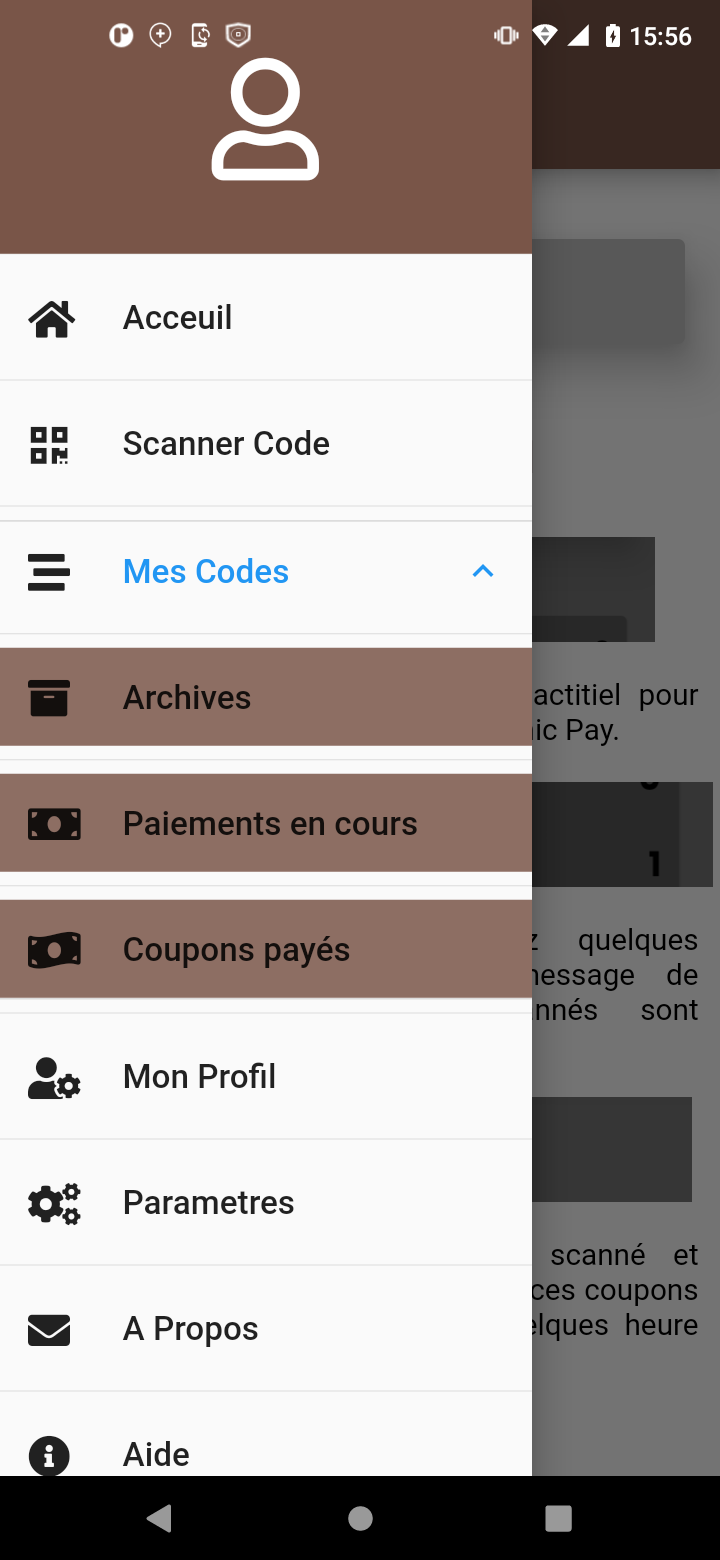 15:56
Acceuil
Scanner Code
Mes Codes
Archives
actitiel pour
ic Pay.
Paiements en cours
1
quelques
Coupons payés
essage de
nnés sont
Mon Profil
Parametres
scanné et
ces coupons
elques heure
A Propos
Aide